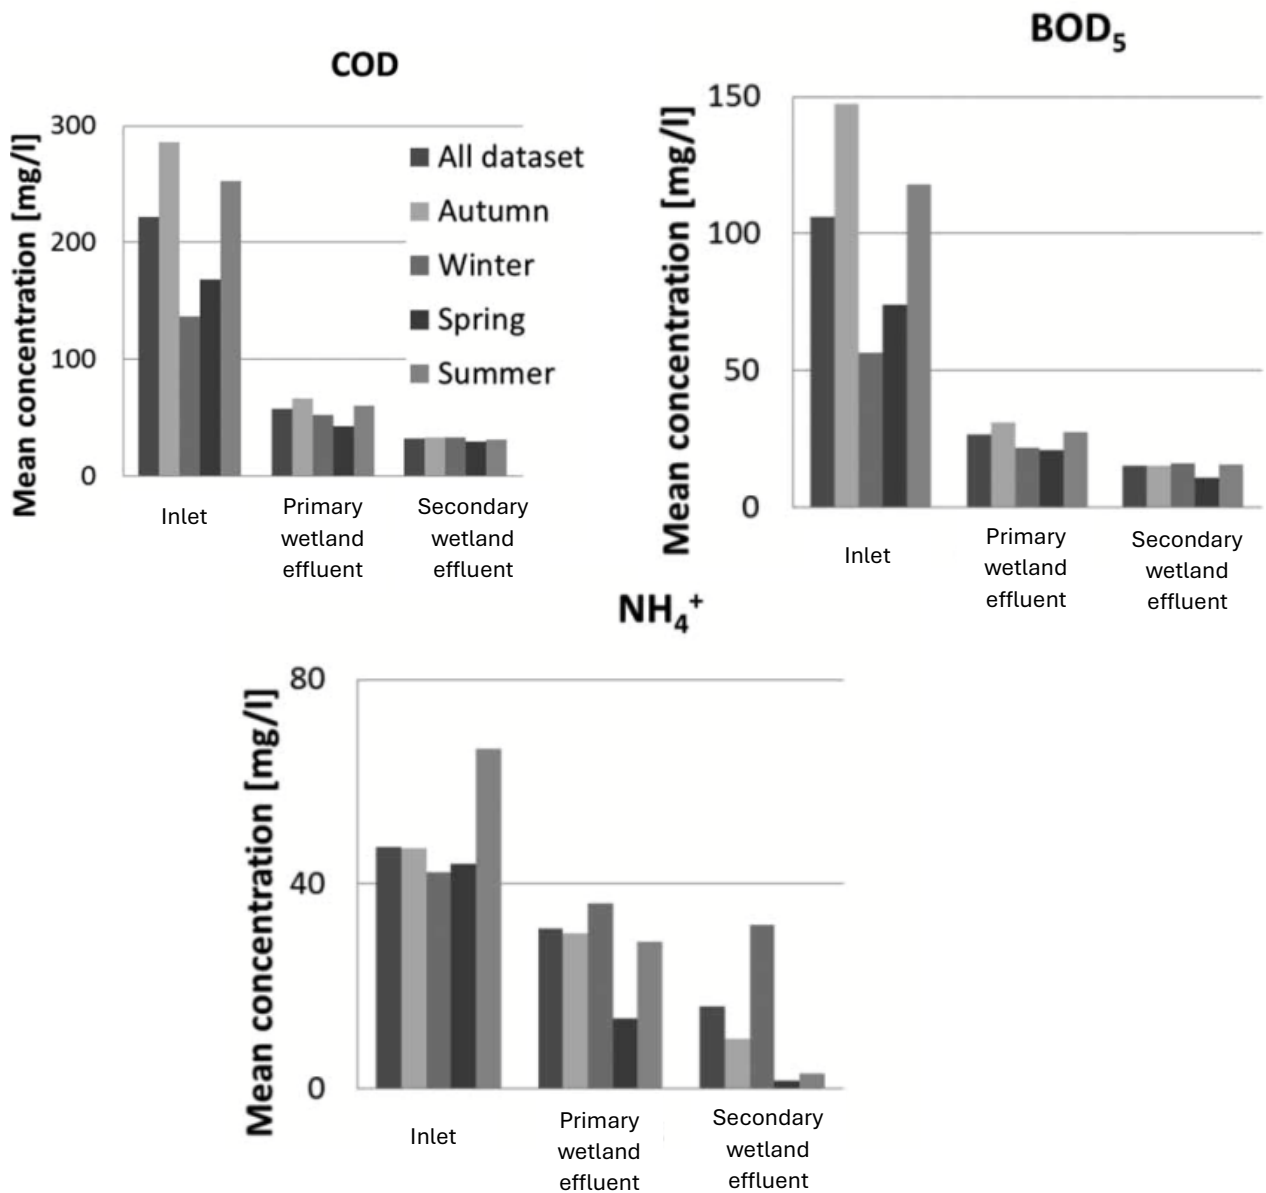 COD
Mean concentration [mg/l]
300
200
100
0
All dataset
Autumn
Winter
Spring
Summer
Inlet
Primary
wetland
effluent
Secondary
wetland
effluent
BOD₅
Mean concentration [mg/l]
150
100
50
0
Inlet
Primary
wetland
effluent
Secondary
wetland
effluent
NH₄⁺
Mean concentration [mg/l]
80
40
0
Inlet
Primary
wetland
effluent
Secondary
wetland
effluent